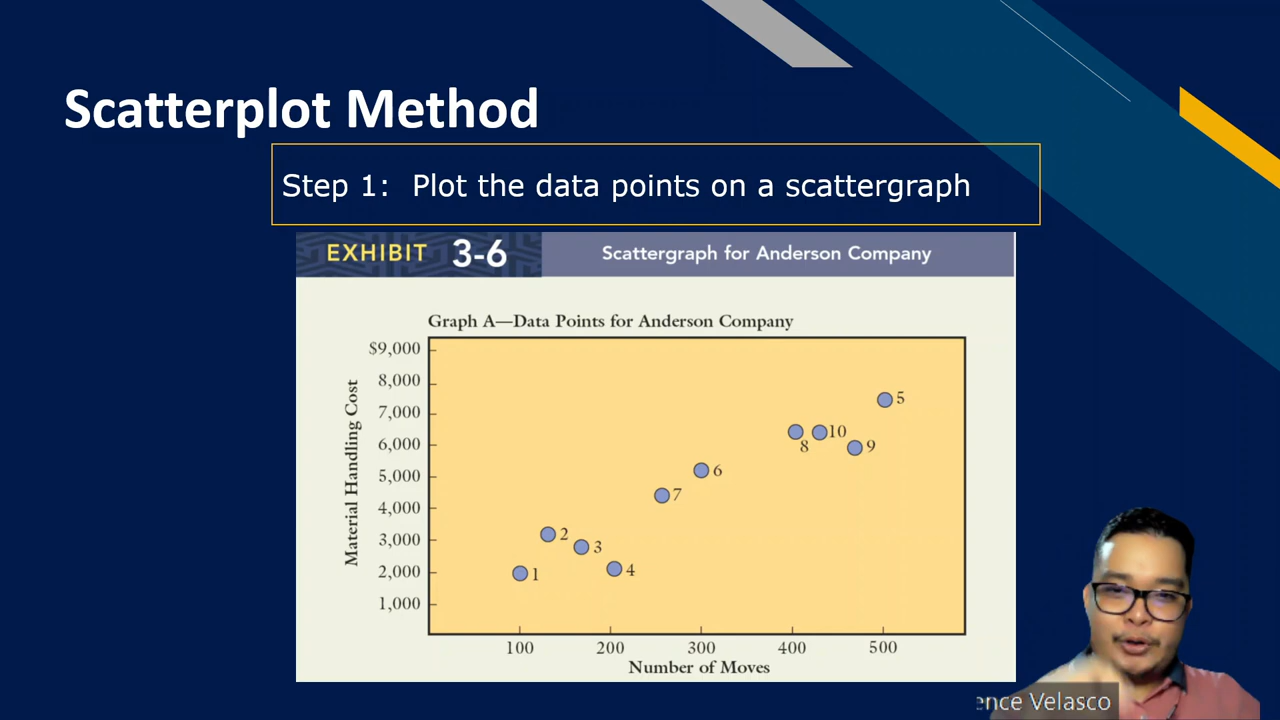 Scatterplot Method
Step 1: Plot the data points on a scattergraph
EXHIBIT 3-6
Scattergraph for Anderson Company
Graph A—Data Points for Anderson Company
Material Handling Cost
$9,000
8,000
7,000
6,000
5,000
4,000
3,000
2,000
1,000
5
8
10
9
6
7
2
3
1
4
100 200 300 400 500
Number of Moves
Velasco